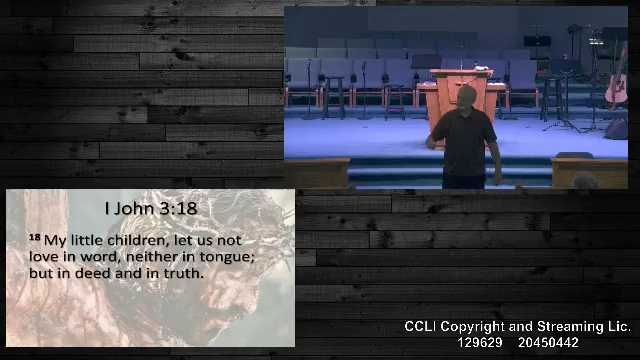 I John 3:18
18 My little children, let us not
love in word, neither in tongue;
but in deed and in truth.
CCLI Copyright and Streaming Lic.
129629 20450442